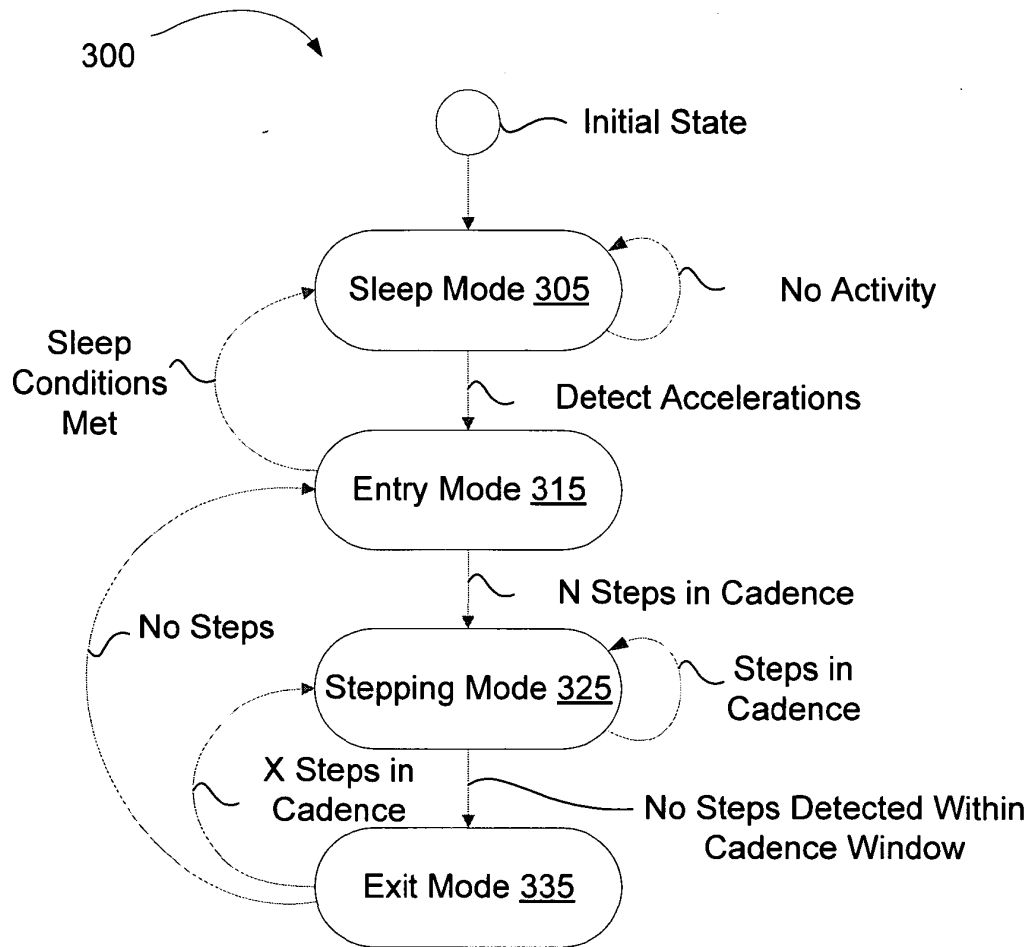 300
Initial State
Sleep Mode 305
No Activity
Sleep
Conditions
Met
Detect Accelerations
Entry Mode 315
N Steps in Cadence
No Steps
Stepping Mode 325
Steps in
Cadence
X Steps in
Cadence
No Steps Detected Within
Cadence Window
Exit Mode 335